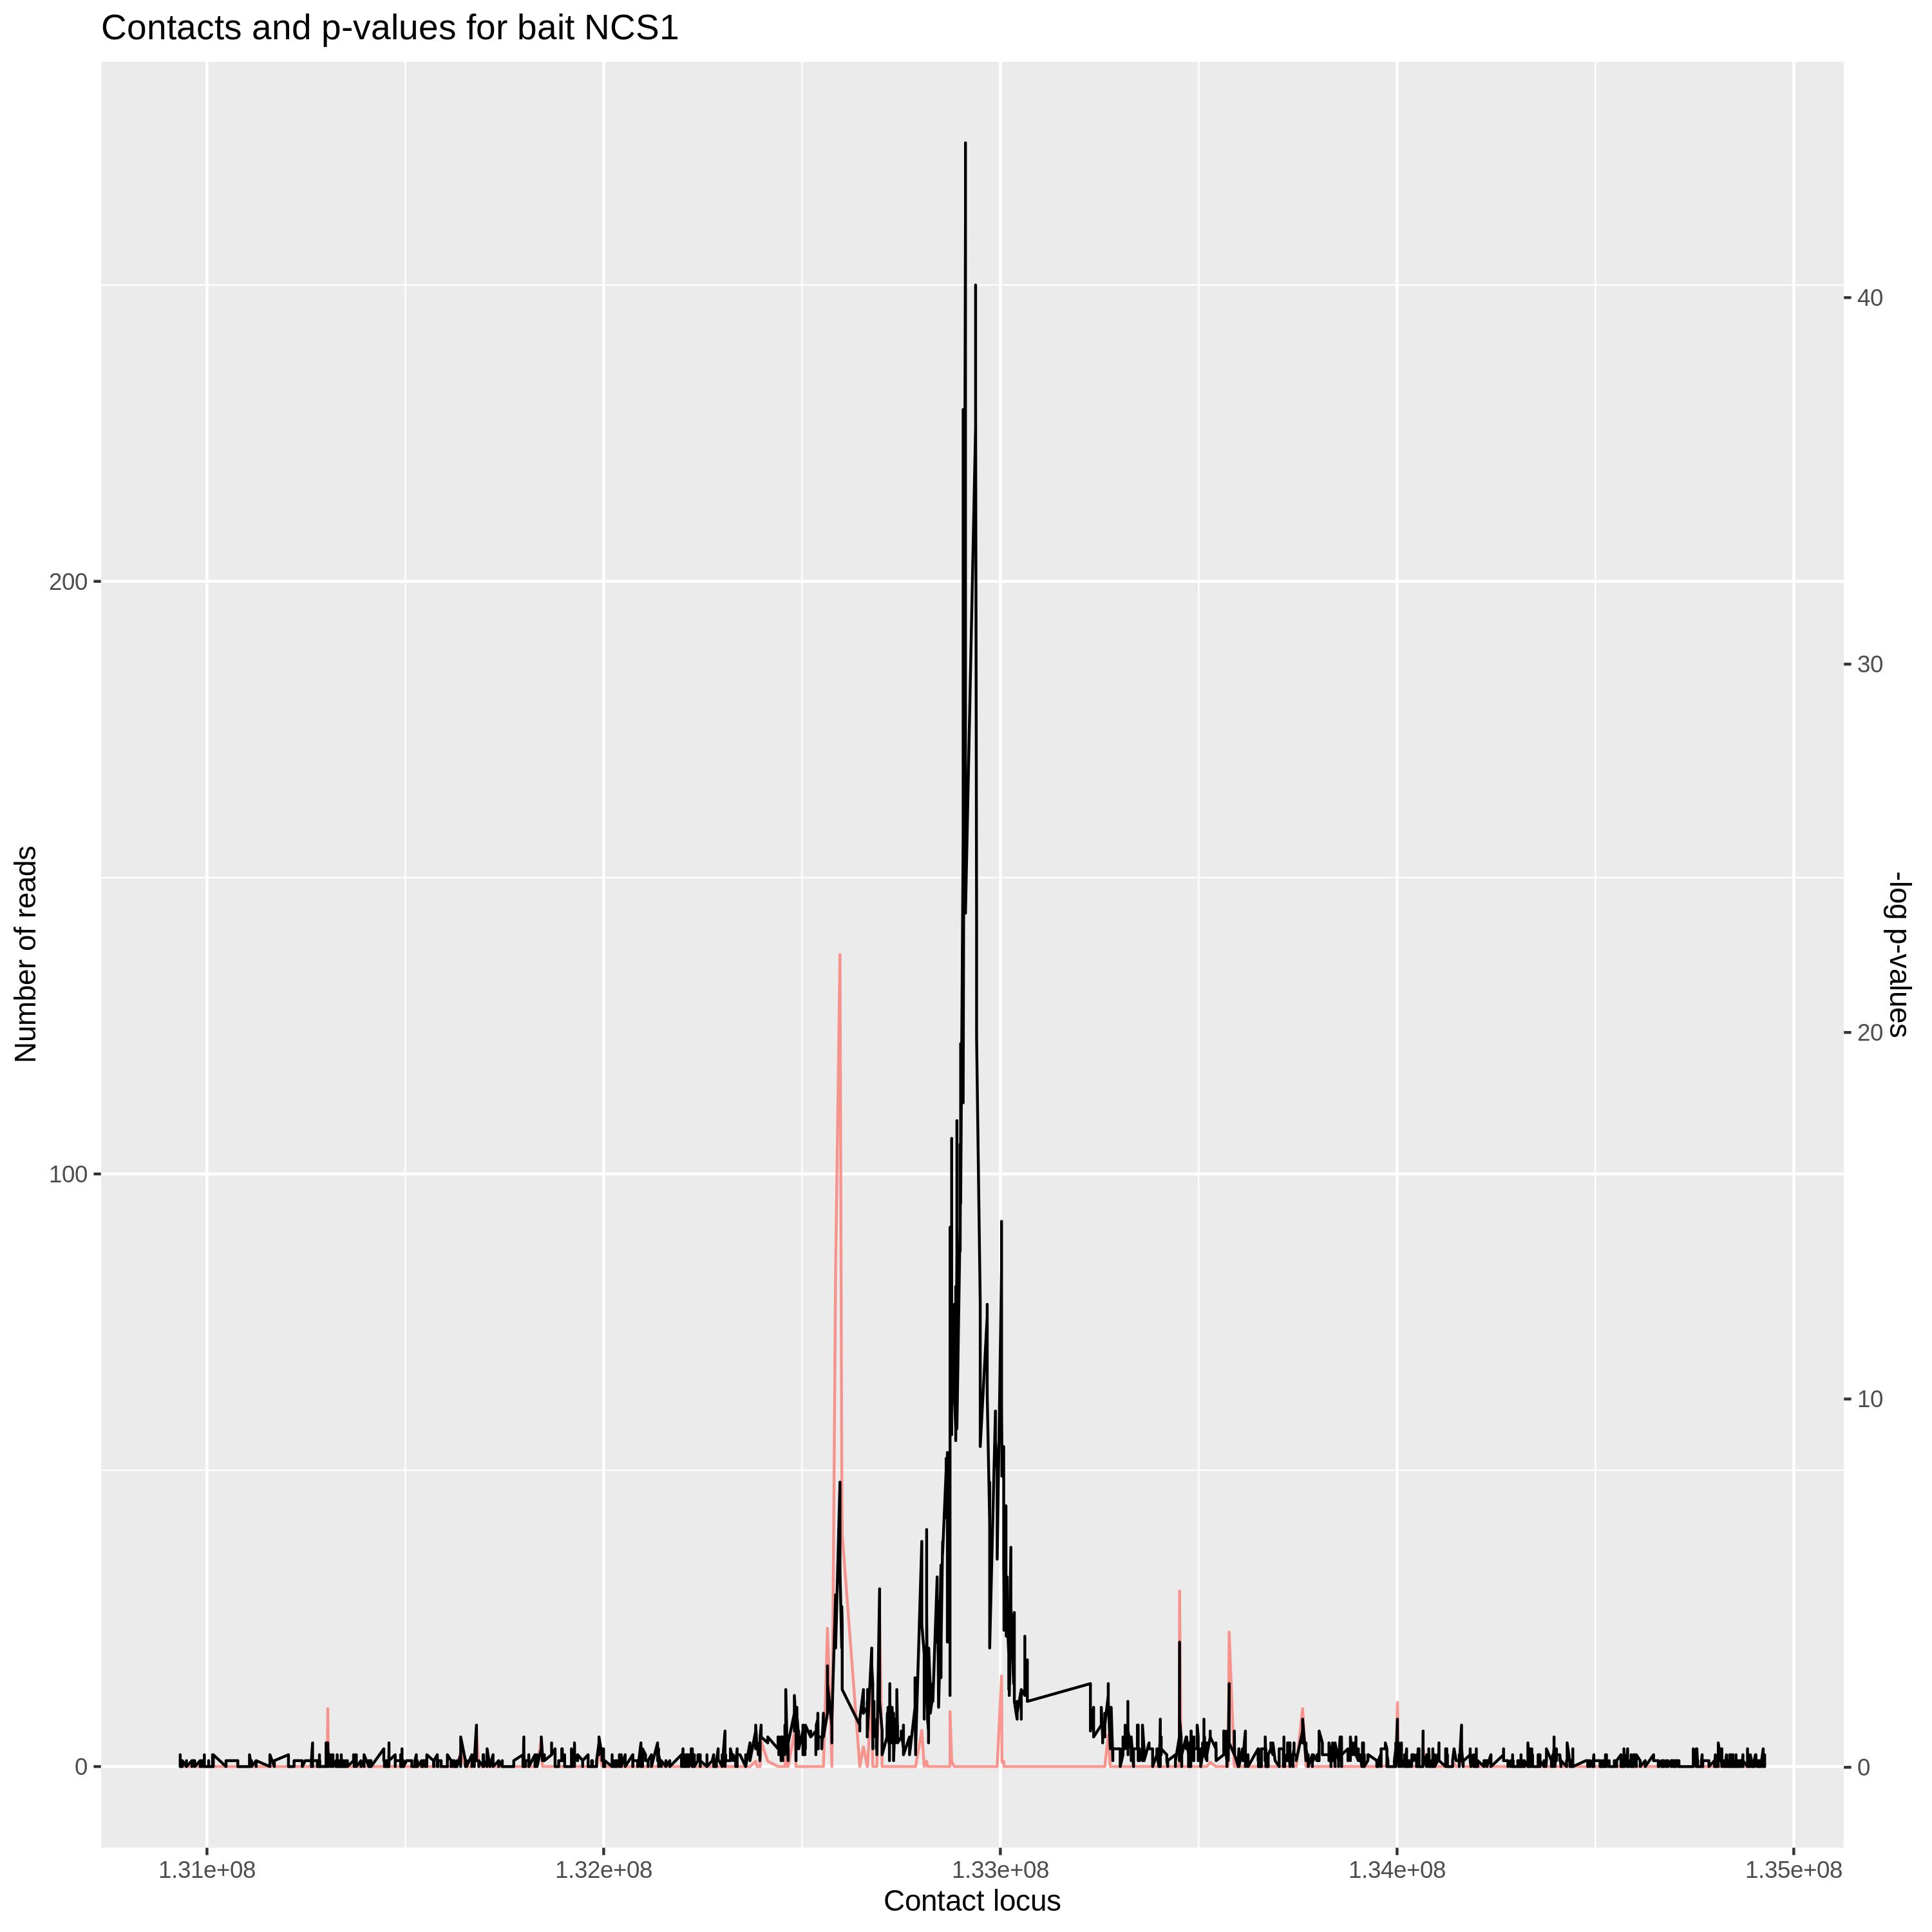 Contacts and p-values for bait NCS1
Number of reads
200
100
0
40
30
20
10
0
-log p-values
1.31e+08
1.32e+08
1.33e+08
1.34e+08
1.35e+08
Contact locus